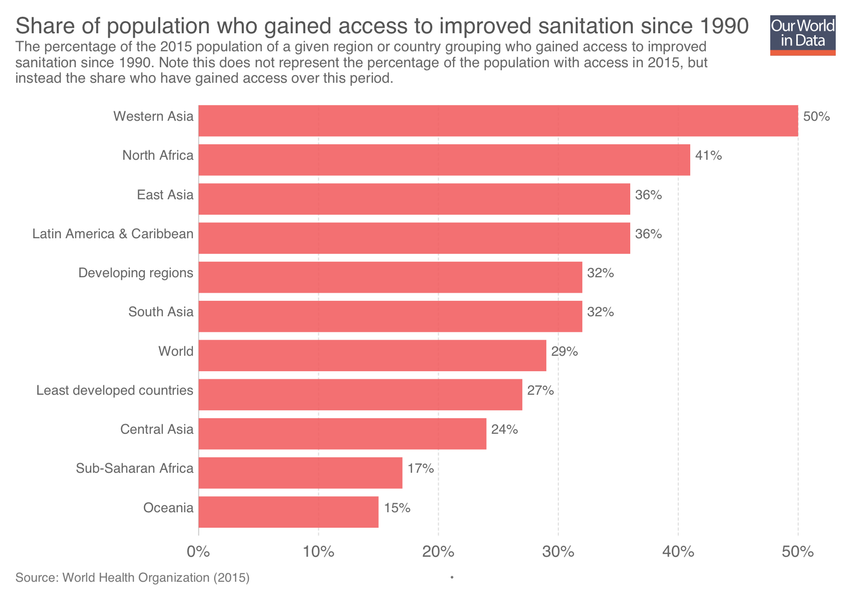 Share of population who gained access to improved sanitation since 1990
Our World
in Data
The percentage of the 2015 population of a given region or country grouping who gained access to improved
sanitation since 1990. Note this does not represent the percentage of the population with access in 2015, but
instead the share who have gained access over this period.
Western Asia 50%
North Africa 41%
East Asia 36%
Latin America & Caribbean 36%
Developing regions 32%
South Asia 32%
World 29%
Least developed countries 27%
Central Asia 24%
Sub-Saharan Africa 17%
Oceania 15%
0% 10% 20% 30% 40% 50%
Source: World Health Organization (2015)